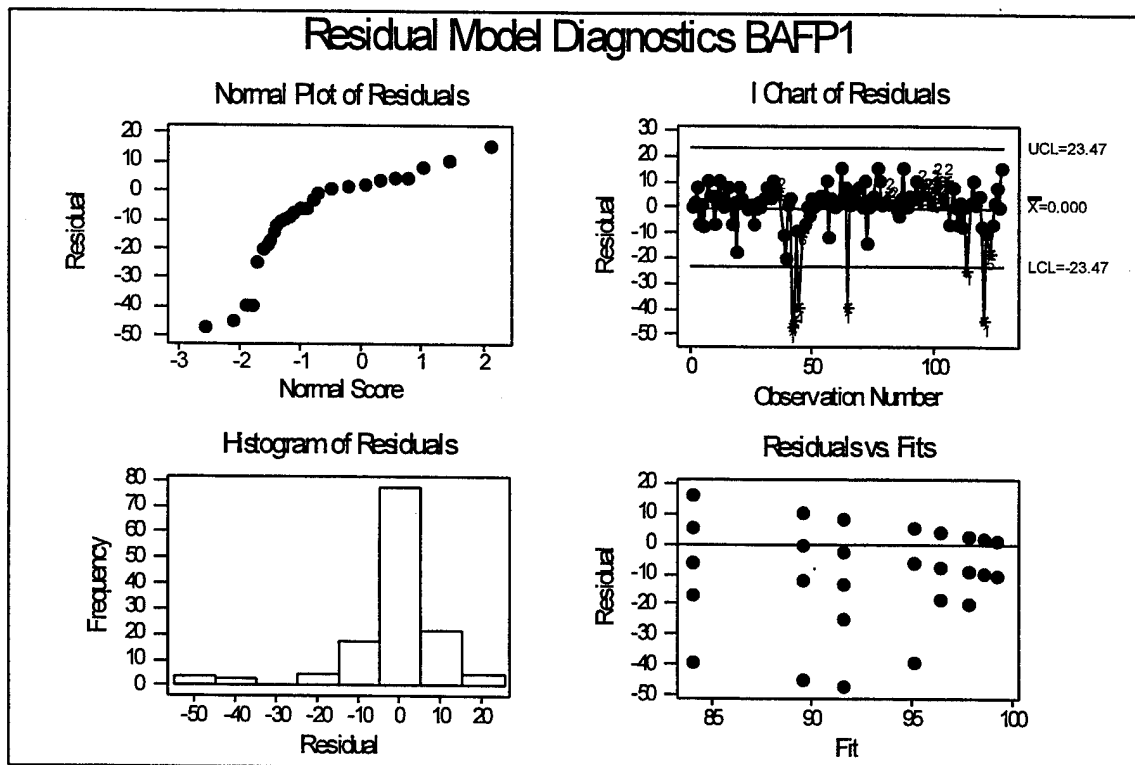 Residual Model Diagnostics BAFP1
Normal Plot of Residuals
20
10
0
-10
-20
-30
-40
-50
Residual
-3 -2 -1 0 1 2
Normal Score
I Chart of Residuals
30
20
10
0
-10
-20
-30
-40
-50
Residual
UCL=23.47
X=0.000
LCL=-23.47
0 50 100
Observation Number
Histogram of Residuals
80
70
60
50
40
30
20
10
0
Frequency
-50 -40 -30 -20 -10 0 10 20
Residual
Residuals vs. Fits
20
10
0
-10
-20
-30
-40
-50
Residual
85 90 95 100
Fit